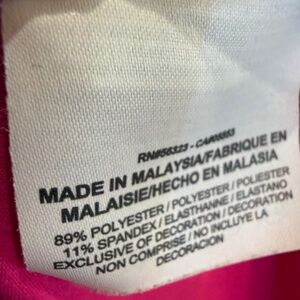 RN#56323 - CA#05553
MADE IN MALAYSIA/FABRIQUE EN
MALAISIE/HECHO EN MALASIA
89% POLYESTER / POLYESTER / POLIESTER
11% SPANDEX / ELASTHANNE / ELASTANO
EXCLUSIVE OF DECORATION / DECORATION
NON COMPRISE / NO INCLUYE LA
DECORACION